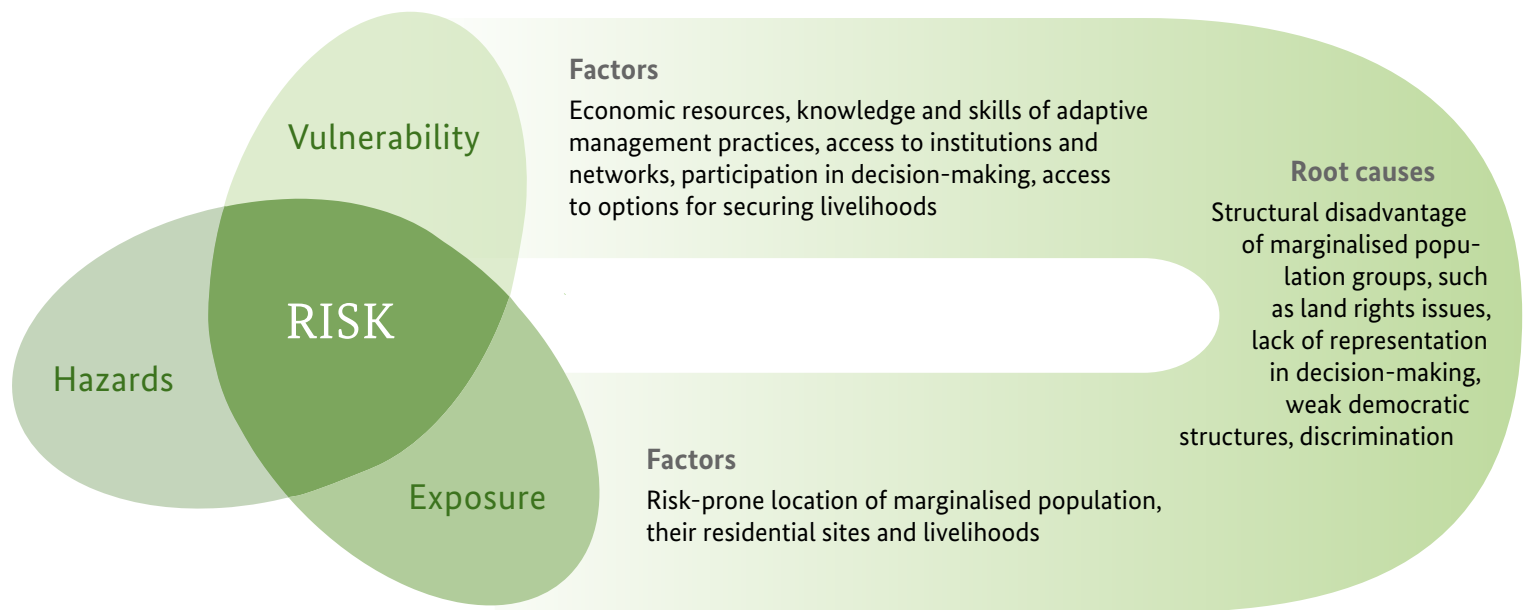 Vulnerability
Hazards
RISK
Exposure
Factors
Economic resources, knowledge and skills of adaptive
management practices, access to institutions and
networks, participation in decision-making, access
to options for securing livelihoods
Factors
Risk-prone location of marginalised population,
their residential sites and livelihoods
Root causes
Structural disadvantage
of marginalised popu-
lation groups, such
as land rights issues,
lack of representation
in decision-making,
weak democratic
structures, discrimination